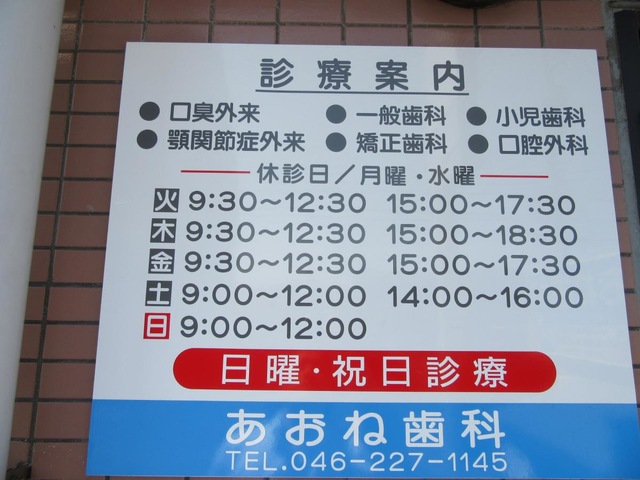 診療案内
●口臭外来 ●一般歯科 ●小児歯科
●顎関節症外来 ●矯正歯科 ●口腔外科
休診日/月曜・水曜
火 9:30～12:30 15:00～17:30
木 9:30～12:30 15:00～18:30
金 9:30～12:30 15:00～17:30
土 9:00～12:00 14:00～16:00
日 9:00～12:00
日曜・祝日診療
あおね歯科
TEL.046-227-1145